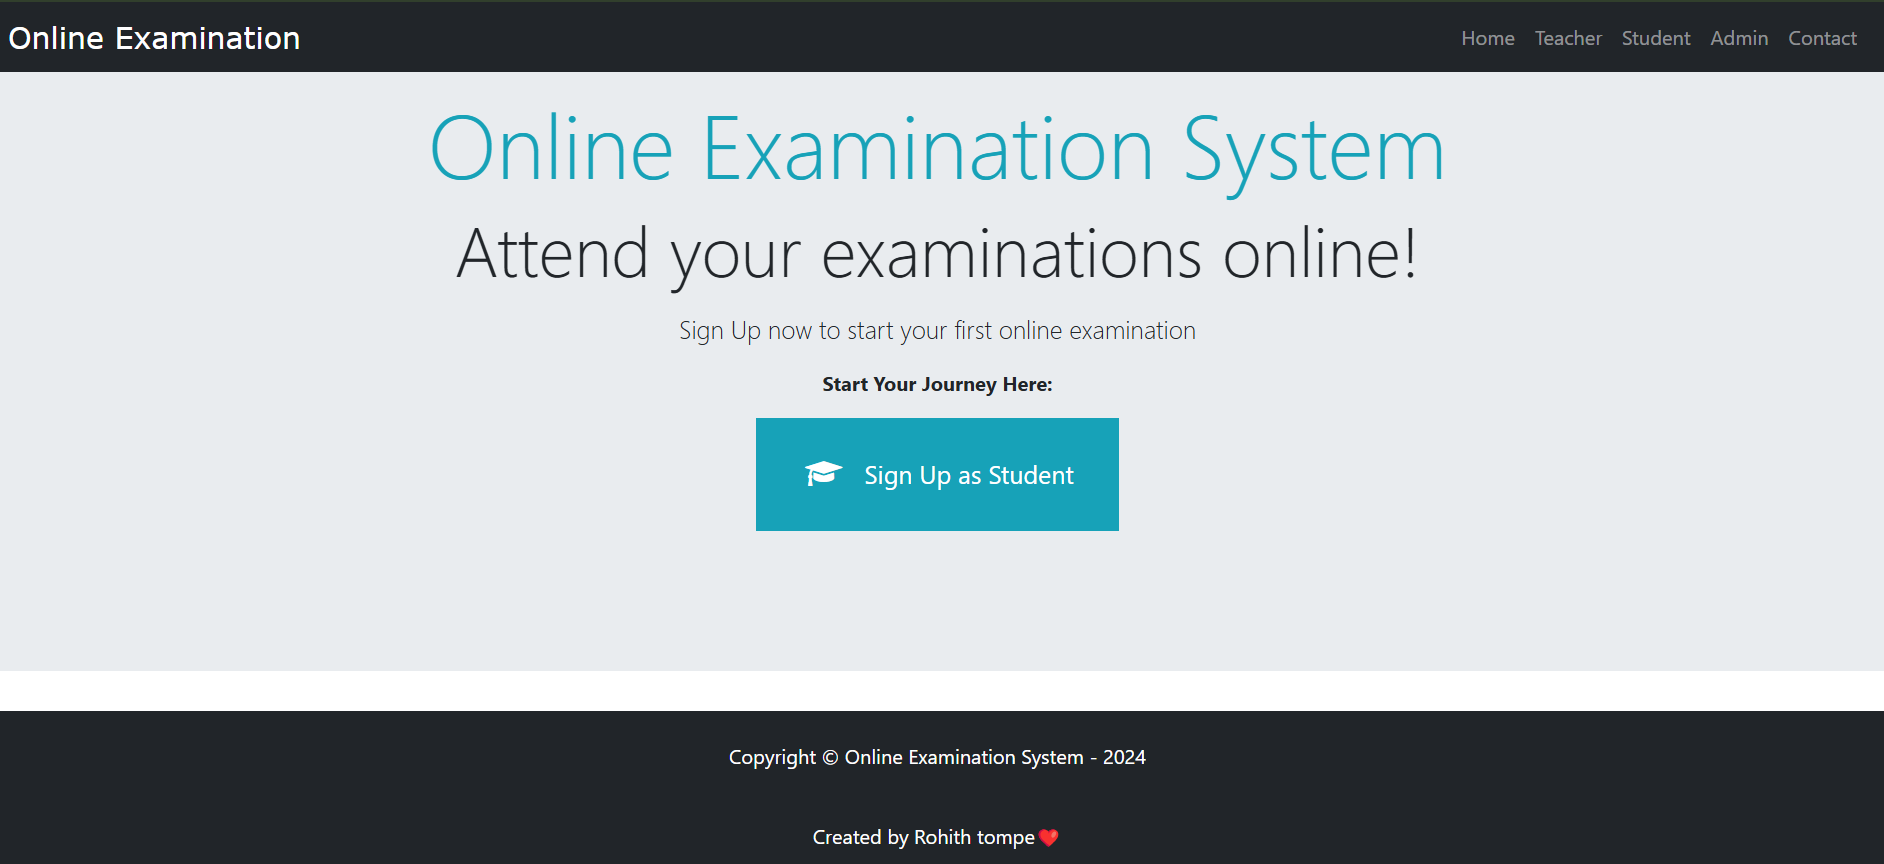 Online Examination
Home Teacher Student Admin Contact
Online Examination System
Attend your examinations online!
Sign Up now to start your first online examination
Start Your Journey Here:
Sign Up as Student
Copyright © Online Examination System - 2024
Created by Rohith tompe❤️